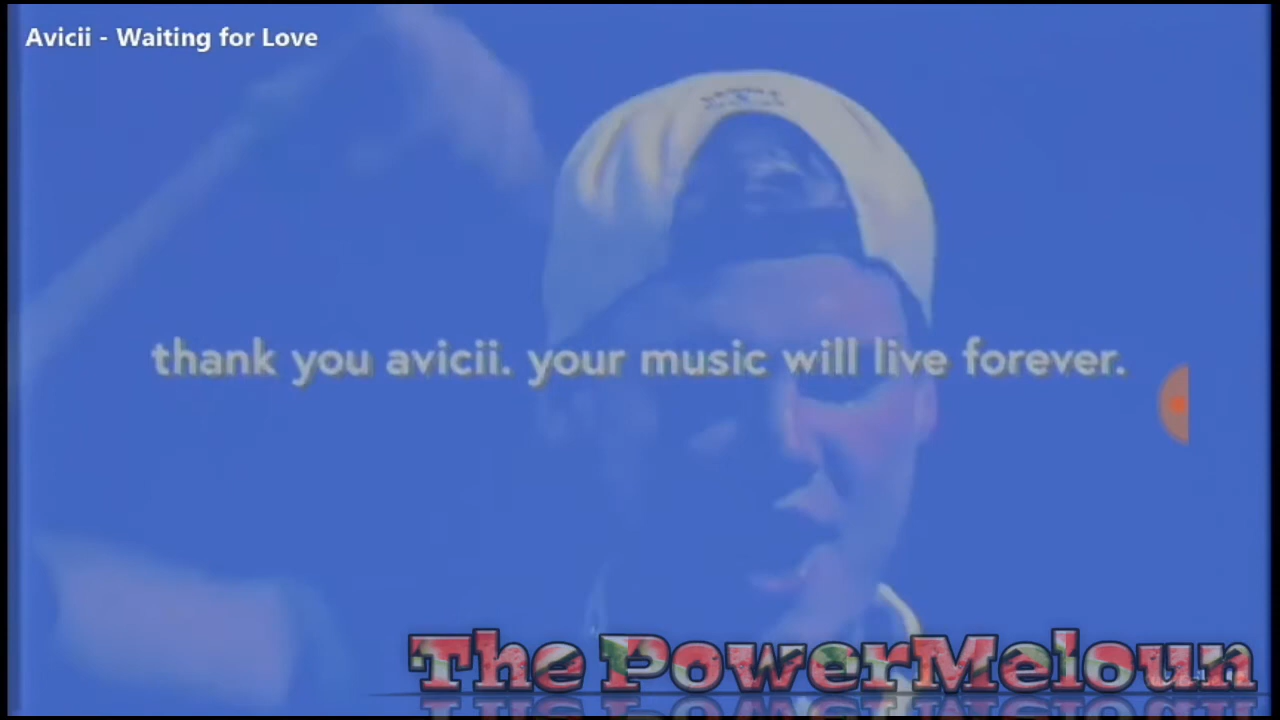 Avicii - Waiting for Love
thank you avicii. your music will live forever.
The PowerMeloun